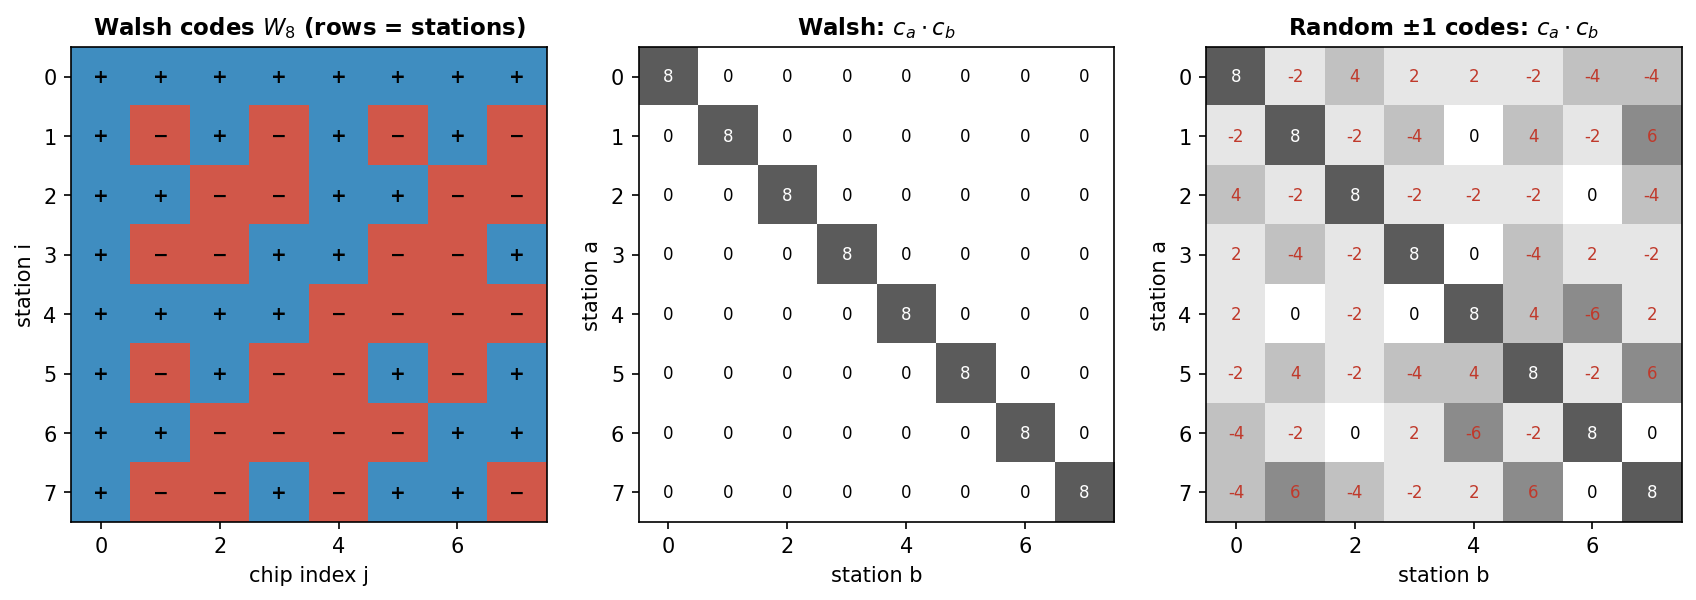 Walsh codes W₈ (rows = stations)
station i
0 + + + + + + + +
1 + − + − + − + −
2 + + − − + + − −
3 + − − + + − − +
4 + + + + − − − −
5 + − + − − + − +
6 + + − − − − + +
7 + − − + − + + −
0 2 4 6
chip index j
Walsh: cₐ · c_b
station a
0 8 0 0 0 0 0 0 0
1 0 8 0 0 0 0 0 0
2 0 0 8 0 0 0 0 0
3 0 0 0 8 0 0 0 0
4 0 0 0 0 8 0 0 0
5 0 0 0 0 0 8 0 0
6 0 0 0 0 0 0 8 0
7 0 0 0 0 0 0 0 8
0 2 4 6
station b
Random ±1 codes: cₐ · c_b
station a
0 8 -2 4 2 2 -2 -4 -4
1 -2 8 -2 -4 0 4 -2 6
2 4 -2 8 -2 -2 -2 0 -4
3 2 -4 -2 8 0 -4 2 -2
4 2 0 -2 0 8 4 -6 2
5 -2 4 -2 -4 4 8 -2 6
6 -4 -2 0 2 -6 -2 8 0
7 -4 6 -4 -2 2 6 0 8
0 2 4 6
station b